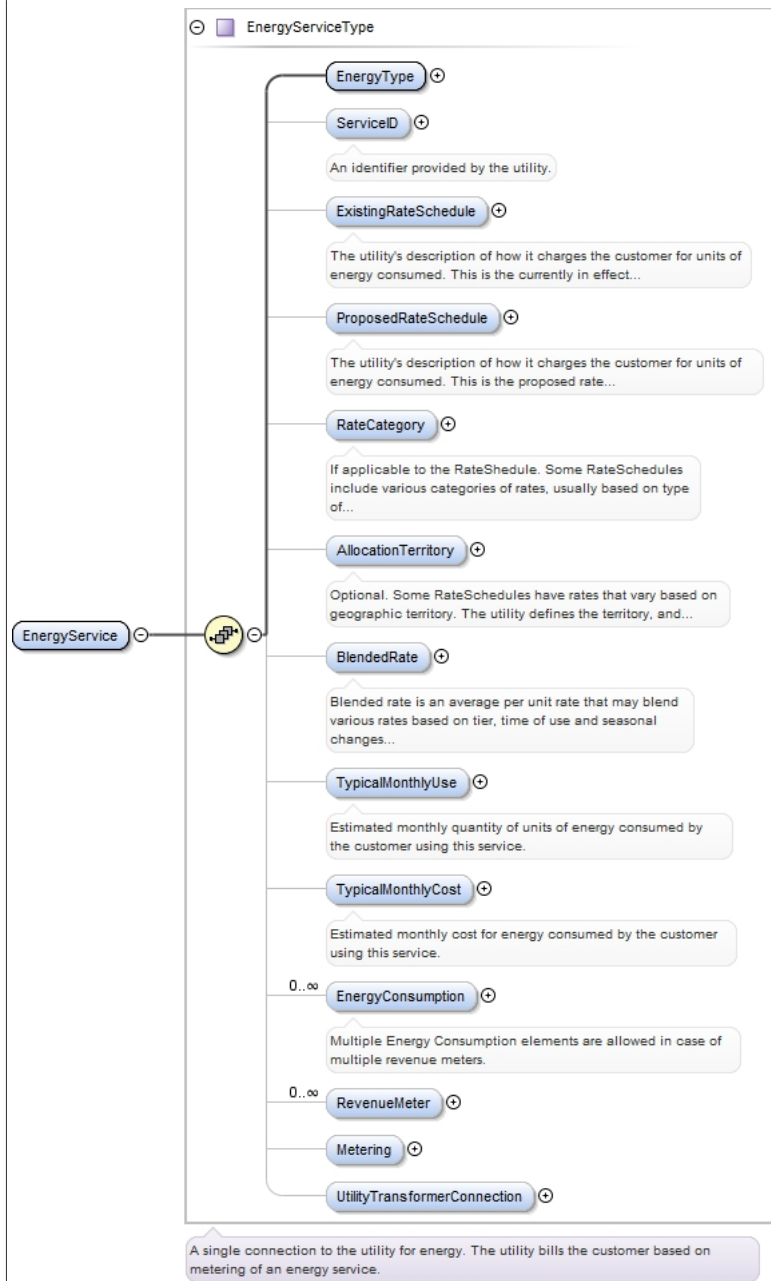 EnergyServiceType
EnergyType
ServiceID
An identifier provided by the utility.
ExistingRateSchedule
The utility's description of how it charges the customer for units of
energy consumed. This is the currently in effect...
ProposedRateSchedule
The utility's description of how it charges the customer for units of
energy consumed. This is the proposed rate...
RateCategory
If applicable to the RateShedule. Some RateSchedules
include various categories of rates, usually based on type
of...
AllocationTerritory
Optional. Some RateSchedules have rates that vary based on
geographic territory. The utility defines the territory, and...
EnergyService
BlendedRate
Blended rate is an average per unit rate that may blend
various rates based on tier, time of use and seasonal
changes...
TypicalMonthlyUse
Estimated monthly quantity of units of energy consumed by
the customer using this service.
TypicalMonthlyCost
Estimated monthly cost for energy consumed by the customer
using this service.
0..∞
EnergyConsumption
Multiple Energy Consumption elements are allowed in case of
multiple revenue meters.
0..∞
RevenueMeter
Metering
UtilityTransformerConnection
A single connection to the utility for energy. The utility bills the customer based on
metering of an energy service.